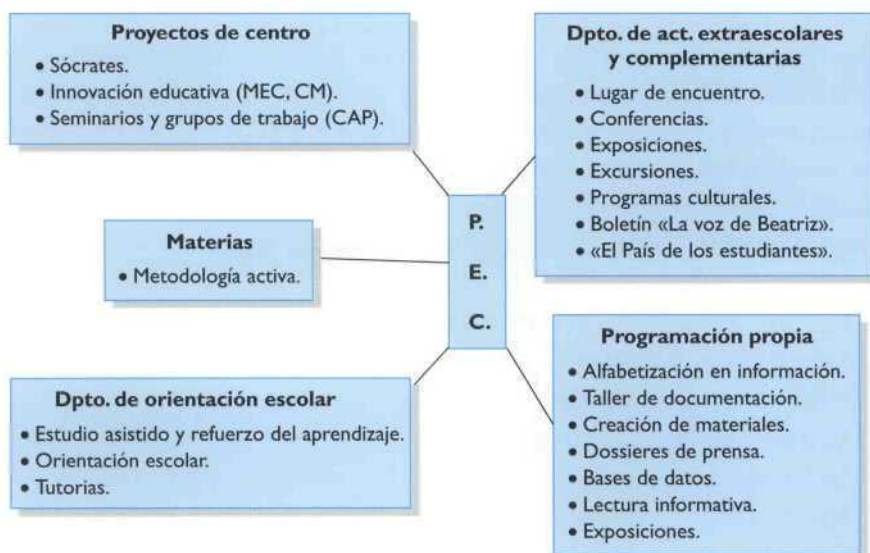 Proyectos de centro
• Sócrates.
• Innovación educativa (MEC, CM).
• Seminarios y grupos de trabajo (CAP).
Dpto. de act. extraescolares
y complementarias
• Lugar de encuentro.
• Conferencias.
• Exposiciones.
• Excursiones.
• Programas culturales.
• Boletín «La voz de Beatriz».
• «El País de los estudiantes».
P.
E.
C.
Materias
• Metodología activa.
Dpto. de orientación escolar
• Estudio asistido y refuerzo del aprendizaje.
• Orientación escolar.
• Tutorias.
Programación propia
• Alfabetización en información.
• Taller de documentación.
• Creación de materiales.
• Dossieres de prensa.
• Bases de datos.
• Lectura informativa.
• Exposiciones.